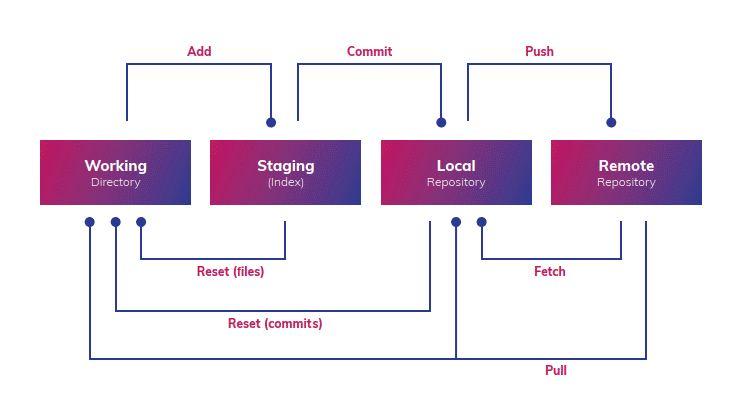 Add
Commit
Push
Working
Directory
Staging
(Index)
Local
Repository
Remote
Repository
Reset (files)
Fetch
Reset (commits)
Pull